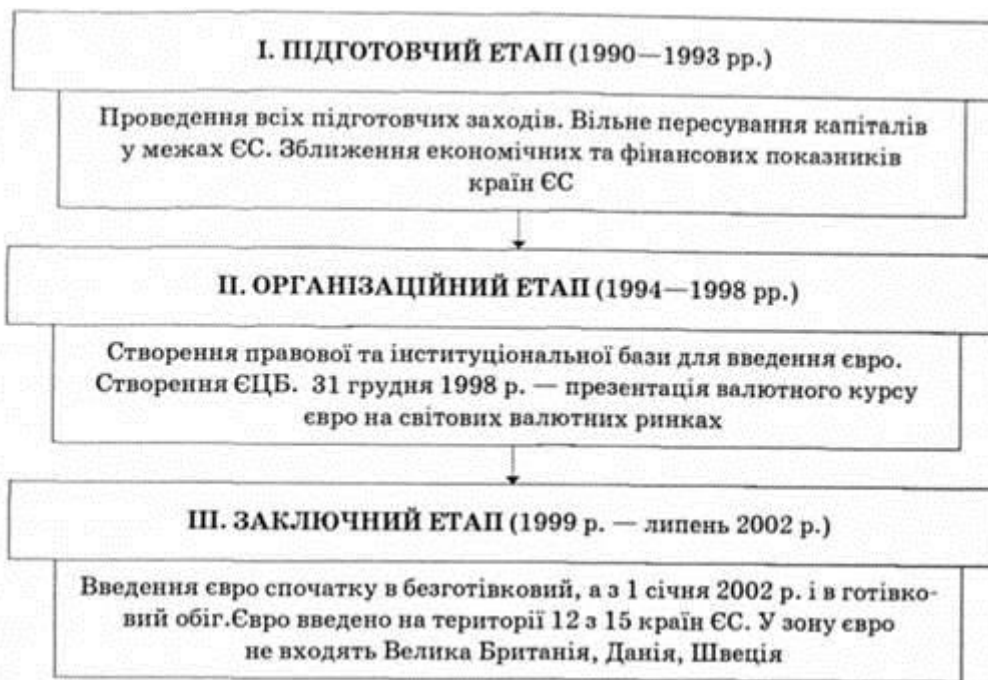 І. ПІДГОТОВЧИЙ ЕТАП (1990—1993 рр.)
Проведення всіх підготовчих заходів. Вільне пересування капіталів
у межах ЄС. Зближення економічних та фінансових показників
країн ЄС
ІІ. ОРГАНІЗАЦІЙНИЙ ЕТАП (1994—1998 рр.)
Створення правової та інституціональної бази для введення євро.
Створення ЄЦБ. 31 грудня 1998 р. — презентація валютного курсу
євро на світових валютних ринках
ІІІ. ЗАКЛЮЧНИЙ ЕТАП (1999 р. — липень 2002 р.)
Введення євро спочатку в безготівковий, а з 1 січня 2002 р. і в готівко-
вий обіг.Євро введено на території 12 з 15 країн ЄС. У зону євро
не входять Велика Британія, Данія, Швеція